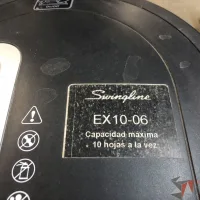 Swingline
EX10-06
Capacidad máxima
10 hojas a la vez